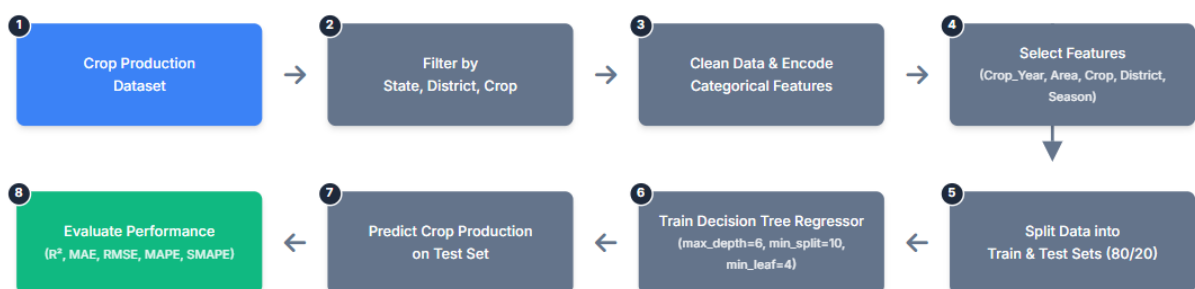 1
Crop Production
Dataset
2
Filter by
State, District, Crop
3
Clean Data & Encode
Categorical Features
4
Select Features
(Crop_Year, Area, Crop, District,
Season)
5
Split Data into
Train & Test Sets (80/20)
6
Train Decision Tree Regressor
(max_depth=6, min_split=10,
min_leaf=4)
7
Predict Crop Production
on Test Set
8
Evaluate Performance
(R², MAE, RMSE, MAPE, SMAPE)